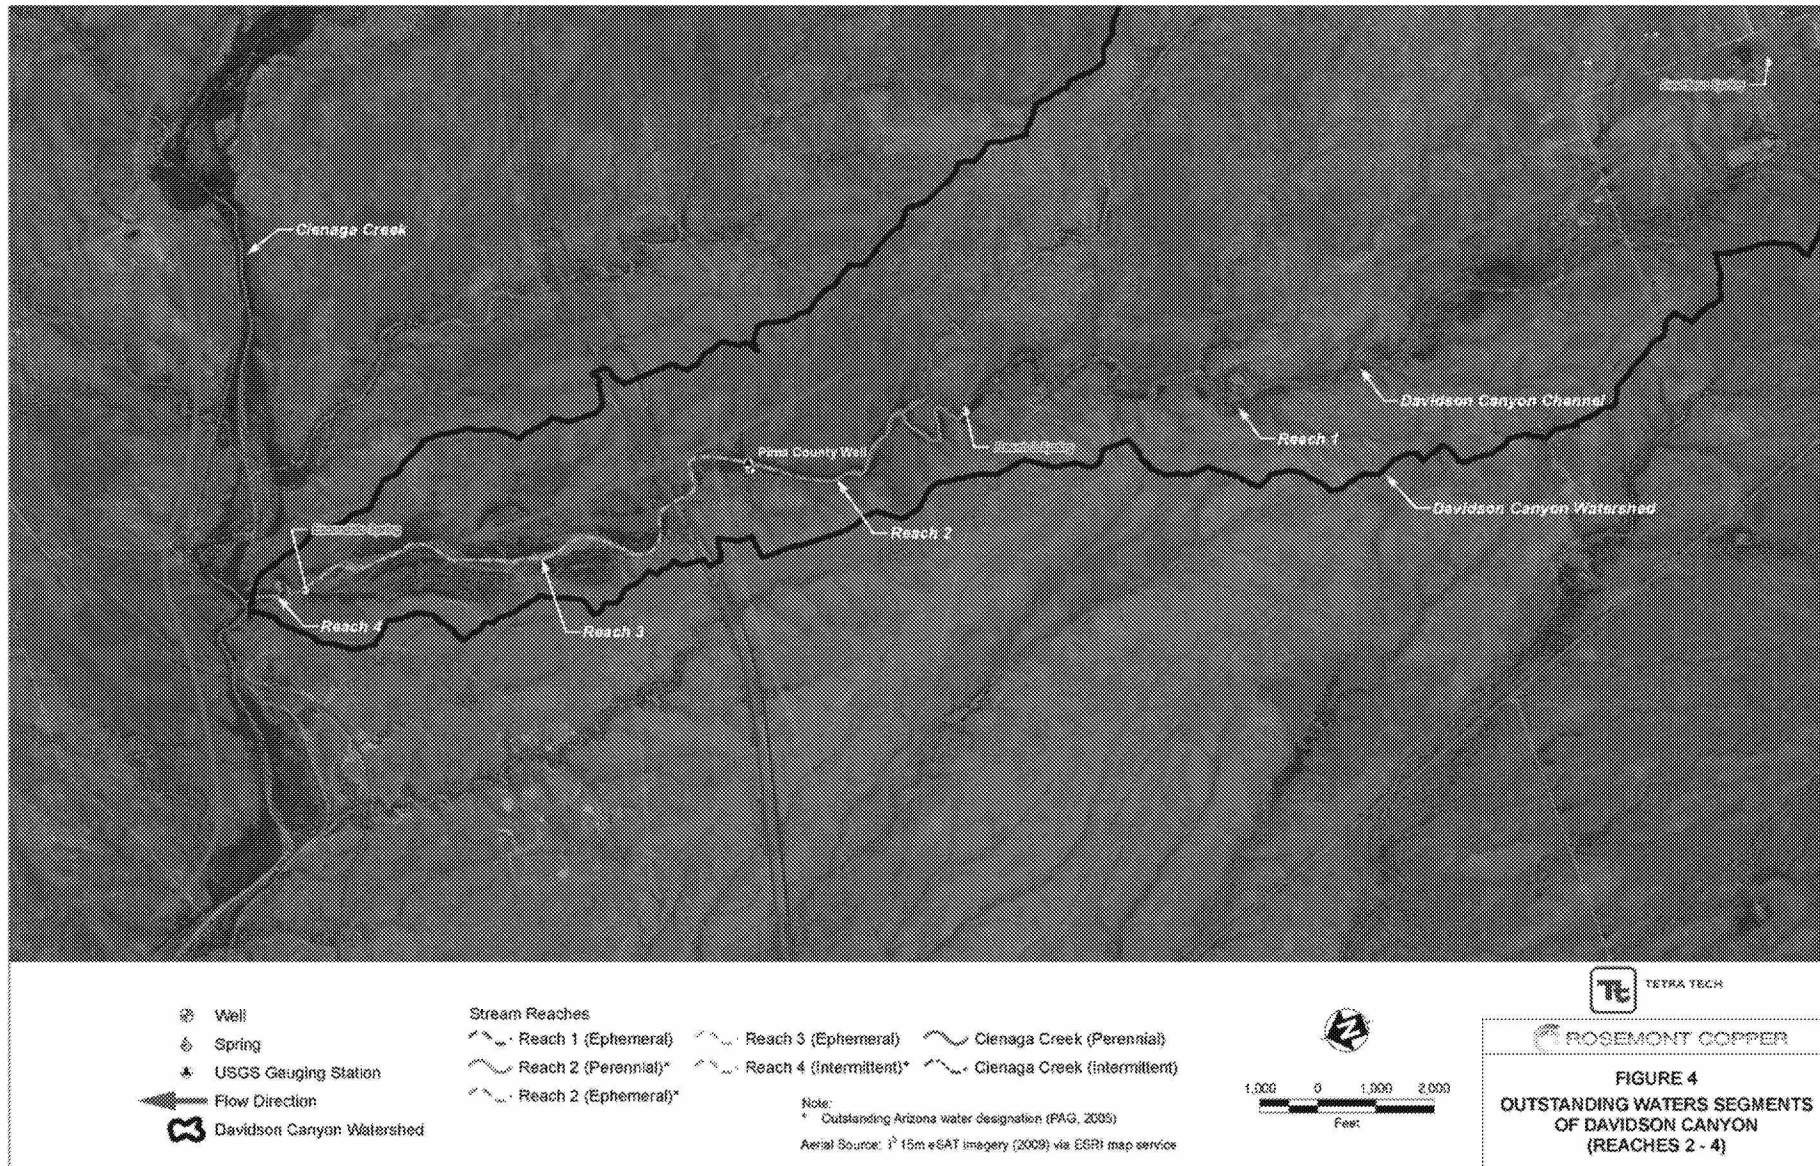 Cienaga Creek
Davidson Canyon Channel
Reach 1
Pima County Well
Davidson Canyon Watershed
Reach 2
Reach 4
Reach 3
Spring
Well
Spring
USGS Gauging Station
Flow Direction
Davidson Canyon Watershed
Stream Reaches
Reach 1 (Ephemeral)
Reach 2 (Perennial)*
Reach 2 (Ephemeral)*
Reach 3 (Ephemeral)
Reach 4 (Intermittent)*
Cienaga Creek (Perennial)
Cienaga Creek (Intermittent)
Note:
* Outstanding Arizona water designation (PAG, 2005)
Aerial Source: 15m eSAT Imagery (2009) via ESRI map service
N
1,000 0 1,000 2,000
Feet
Tt TETRA TECH
ROSEMONT COPPER
FIGURE 4
OUTSTANDING WATERS SEGMENTS
OF DAVIDSON CANYON
(REACHES 2 - 4)